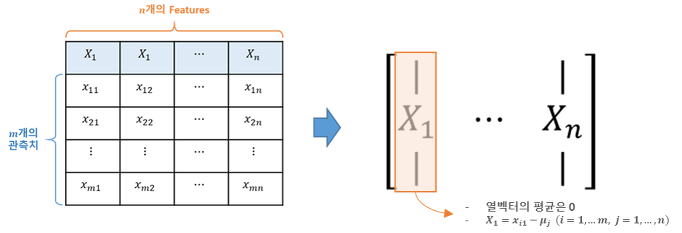 n개의 Features
X₁ X₁ ⋯ Xₙ
x₁₁ x₁₂ ⋯ x₁ₙ
x₂₁ x₂₂ ⋯ x₂ₙ
⋮ ⋮ ⋯ ⋮
xₘ₁ xₘ₂ ⋯ xₘₙ
m개의
관측치
X₁ ⋯ Xₙ
- 열벡터의 평균은 0
- X₁ = xᵢ₁ − μⱼ (i = 1, … m, j = 1, … , n)